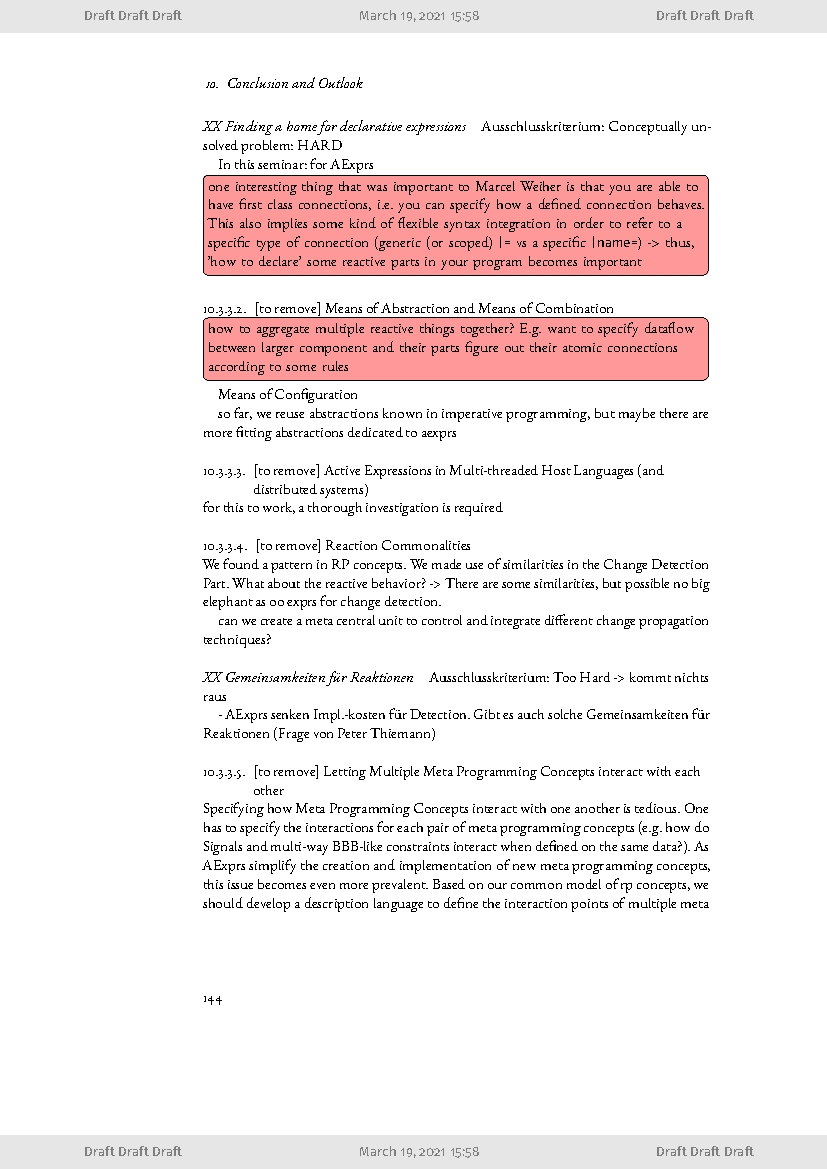 Draft Draft Draft March 19, 2021 15:58 Draft Draft Draft
10. Conclusion and Outlook
XX Finding a home for declarative expressions Ausschlusskriterium: Conceptually un-
solved problem: HARD
In this seminar: for AExprs
one interesting thing that was important to Marcel Weiher is that you are able to
have first class connections, i.e. you can specify how a defined connection behaves.
This also implies some kind of flexible syntax integration in order to refer to a
specific type of connection (generic (or scoped) |= vs a specific |name=) -> thus,
'how to declare' some reactive parts in your program becomes important
10.3.3.2. [to remove] Means of Abstraction and Means of Combination
how to aggregate multiple reactive things together? E.g. want to specify dataflow
between larger component and their parts figure out their atomic connections
according to some rules
Means of Configuration
so far, we reuse abstractions known in imperative programming, but maybe there are
more fitting abstractions dedicated to aexprs
10.3.3.3. [to remove] Active Expressions in Multi-threaded Host Languages (and
distributed systems)
for this to work, a thorough investigation is required
10.3.3.4. [to remove] Reaction Commonalities
We found a pattern in RP concepts. We made use of similarities in the Change Detection
Part. What about the reactive behavior? -> There are some similarities, but possible no big
elephant as oo exprs for change detection.
can we create a meta central unit to control and integrate different change propagation
techniques?
XX Gemeinsamkeiten für Reaktionen Ausschlusskriterium: Too Hard -> kommt nichts
raus
- AExprs senken Impl.-kosten für Detection. Gibt es auch solche Gemeinsamkeiten für
Reaktionen (Frage von Peter Thiemann)
10.3.3.5. [to remove] Letting Multiple Meta Programming Concepts interact with each
other
Specifying how Meta Programming Concepts interact with one another is tedious. One
has to specify the interactions for each pair of meta programming concepts (e.g. how do
Signals and multi-way BBB-like constraints interact when defined on the same data?). As
AExprs simplify the creation and implementation of new meta programming concepts,
this issue becomes even more prevalent. Based on our common model of rp concepts, we
should develop a description language to define the interaction points of multiple meta
144
Draft Draft Draft March 19, 2021 15:58 Draft Draft Draft